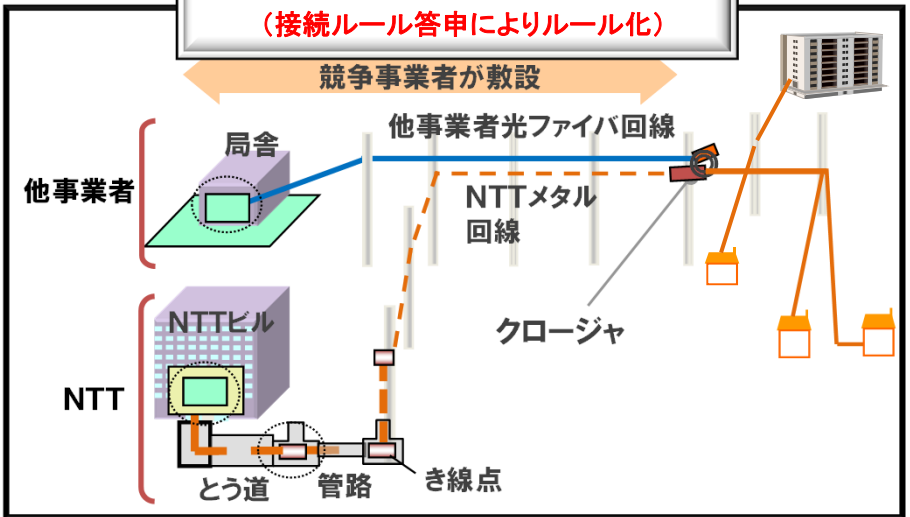 (接続ルール答申によりルール化)
競争事業者が敷設
他事業者光ファイバ回線
局舎
他事業者
NTTメタル
回線
クロージャ
NTTビル
NTT
とう道
管路
き線点